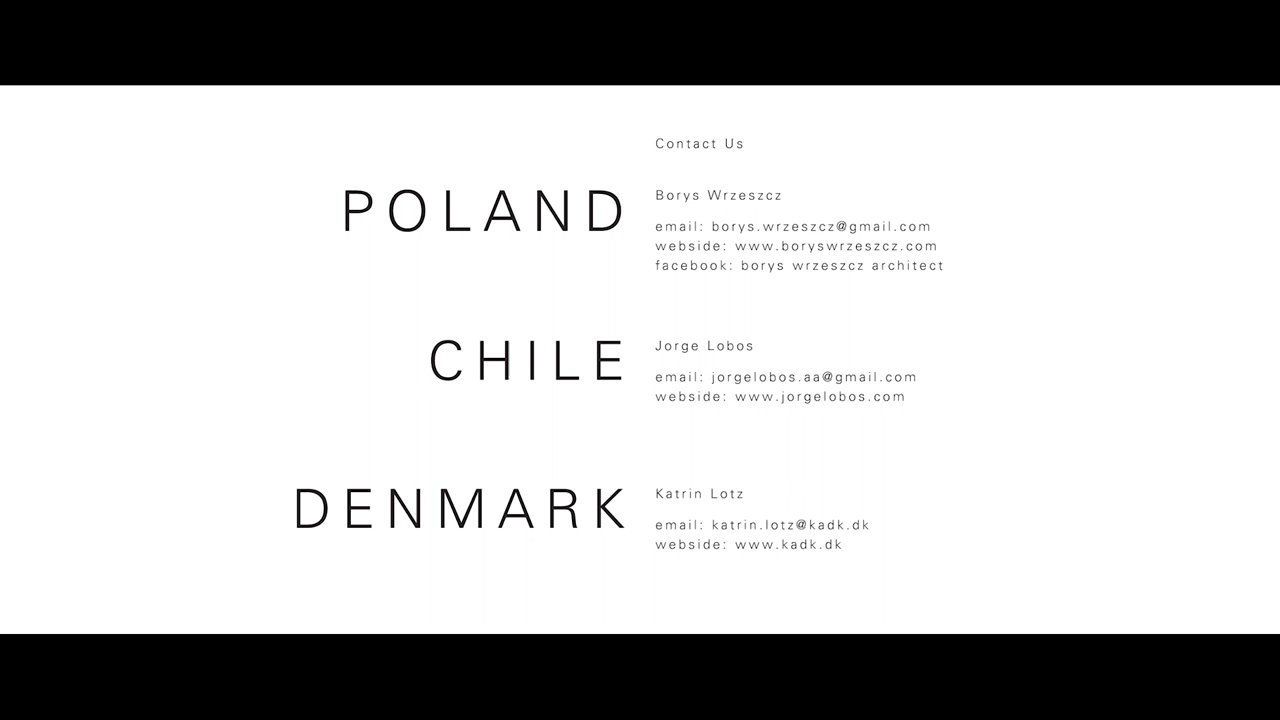 Contact Us
POLAND
Borys Wrzeszcz
email: borys.wrzeszcz@gmail.com
webside: www.boryswrzeszcz.com
facebook: borys wrzeszcz architect
CHILE
Jorge Lobos
email: jorgelobos.aa@gmail.com
webside: www.jorgelobos.com
DENMARK
Katrin Lotz
email: katrin.lotz@kadk.dk
webside: www.kadk.dk